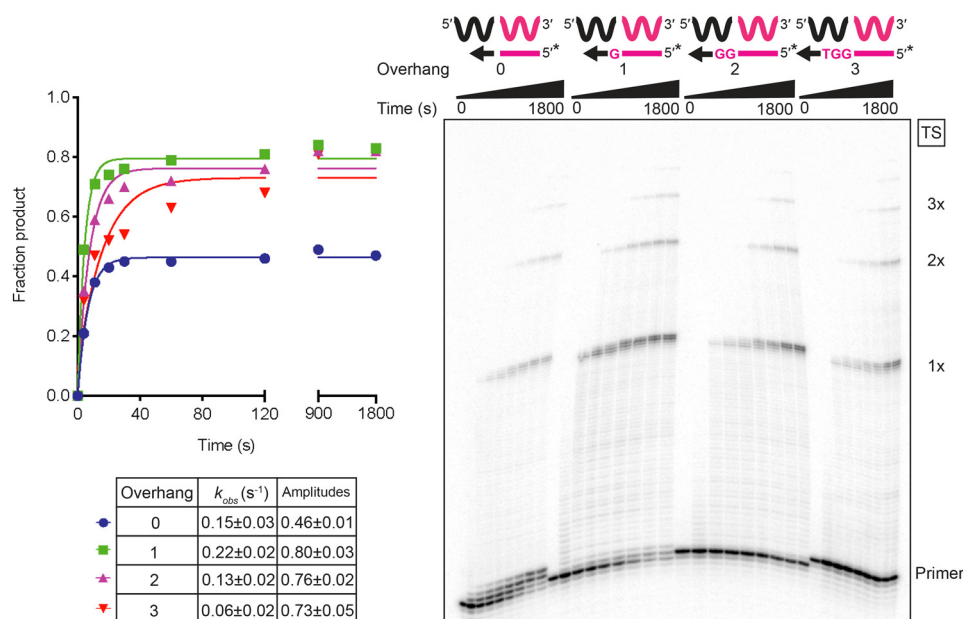 5′ 3′ 5′ 3′ 5′ 3′ 5′ 3′
5′* G 5′* GG 5′* TGG 5′*
Overhang 0 1 2 3
Time (s) 0 1800 0 1800 0 1800 0 1800
TS
3x
2x
1x
Primer
1.0
0.8
0.6
0.4
0.2
0.0
Fraction product
0 40 80 120 900 1800
Time (s)
Overhang kobs (s-1) Amplitudes
0 0.15±0.03 0.46±0.01
1 0.22±0.02 0.80±0.03
2 0.13±0.02 0.76±0.02
3 0.06±0.02 0.73±0.05